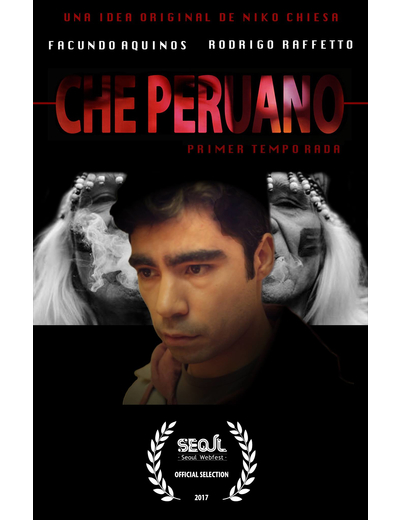 UNA IDEA ORIGINAL DE NIKO CHIESA
FACUNDO AQUINOS RODRIGO RAFFETTO
CHE PERUANO
PRIMER TEMPORADA
SEOUL
- Seoul Webfest -
OFFICIAL SELECTION
2017